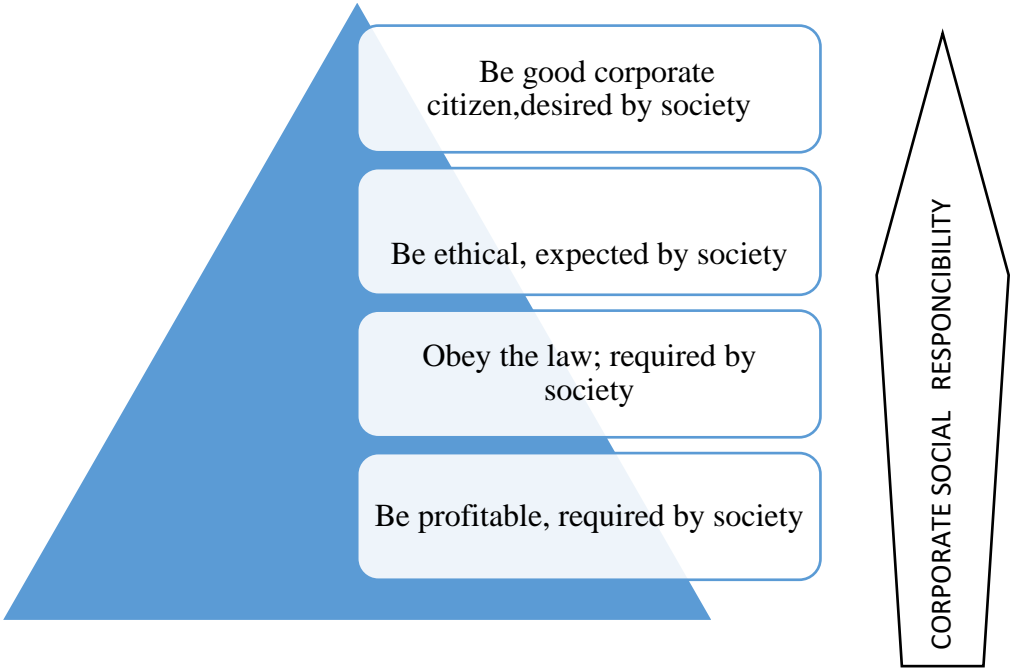 Be good corporate
citizen,desired by society
Be ethical, expected by society
Obey the law; required by
society
Be profitable, required by society
CORPORATE SOCIAL RESPONCIBILITY